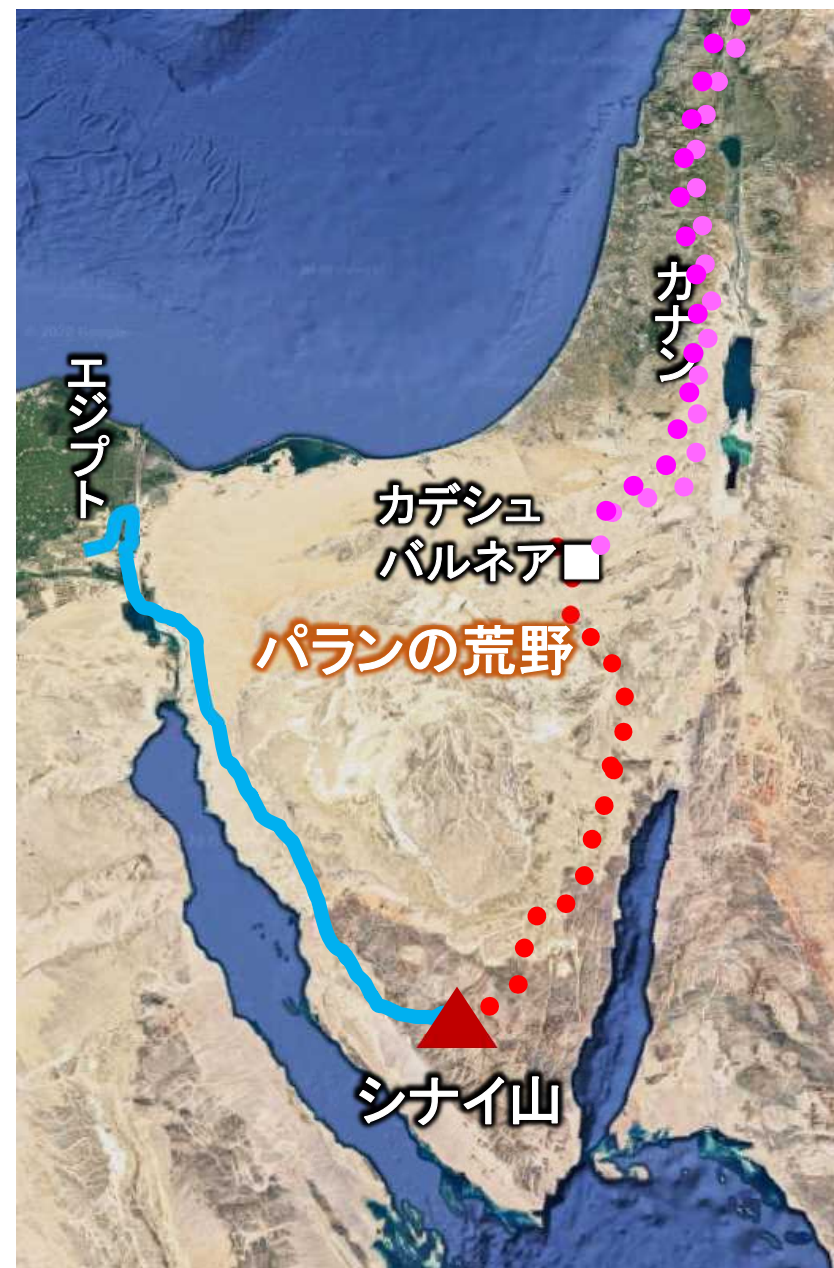 カナン
エジプト
カデシュ
バルネア
パランの荒野
シナイ山